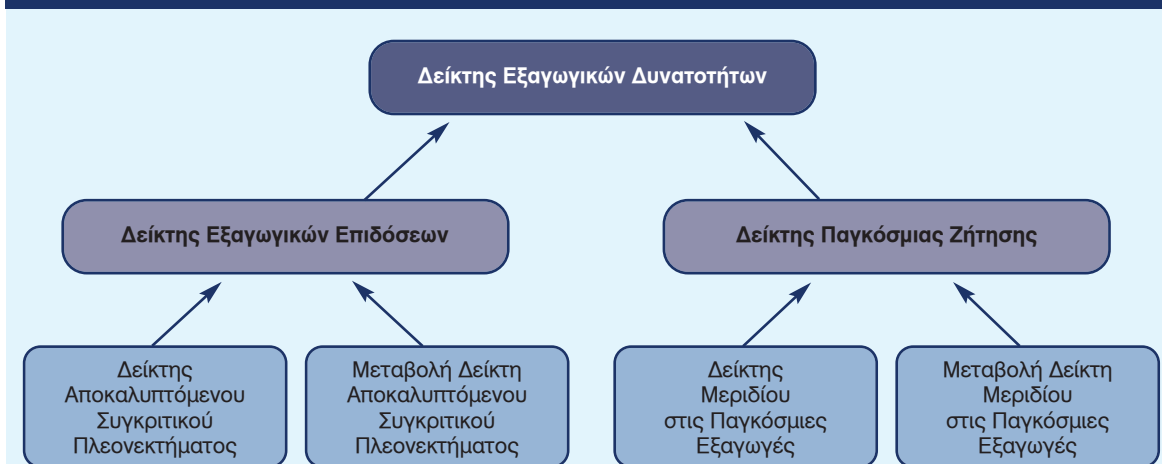 Δείκτης Εξαγωγικών Δυνατοτήτων
Δείκτης Εξαγωγικών Επιδόσεων
Δείκτης Παγκόσμιας Ζήτησης
Δείκτης
Αποκαλυπτόμενου
Συγκριτικού
Πλεονεκτήματος
Μεταβολή Δείκτη
Αποκαλυπτόμενου
Συγκριτικού
Πλεονεκτήματος
Δείκτης
Μεριδίου
στις Παγκόσμιες
Εξαγωγές
Μεταβολή Δείκτη
Μεριδίου
στις Παγκόσμιες
Εξαγωγές